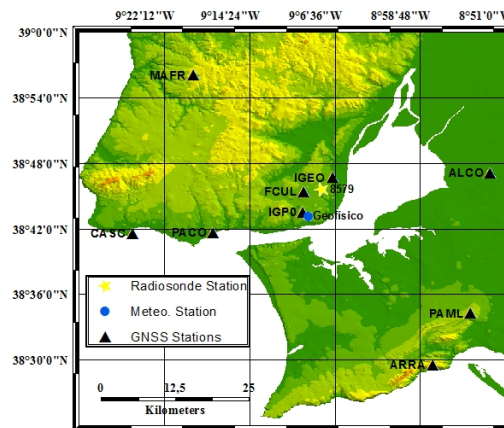 9°22'12"W 9°14'24"W 9°6'36"W 8°58'48"W 8°51'0"W
39°0'0"N
MAFR
38°54'0"N
38°48'0"N
IGEO
ALCO
8579
FCUL
IGP0
Geofisico
38°42'0"N
CASC
PACO
Radiosonde Station
Meteo. Station
GNSS Stations
38°36'0"N
PAML
38°30'0"N
ARRA
0 12,5 25
Kilometers